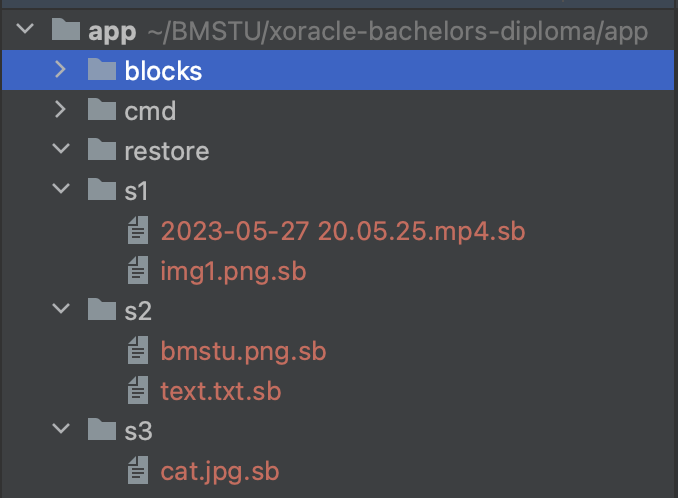 app ~/BMSTU/xoracle-bachelors-diploma/app
blocks
cmd
restore
s1
2023-05-27 20.05.25.mp4.sb
img1.png.sb
s2
bmstu.png.sb
text.txt.sb
s3
cat.jpg.sb